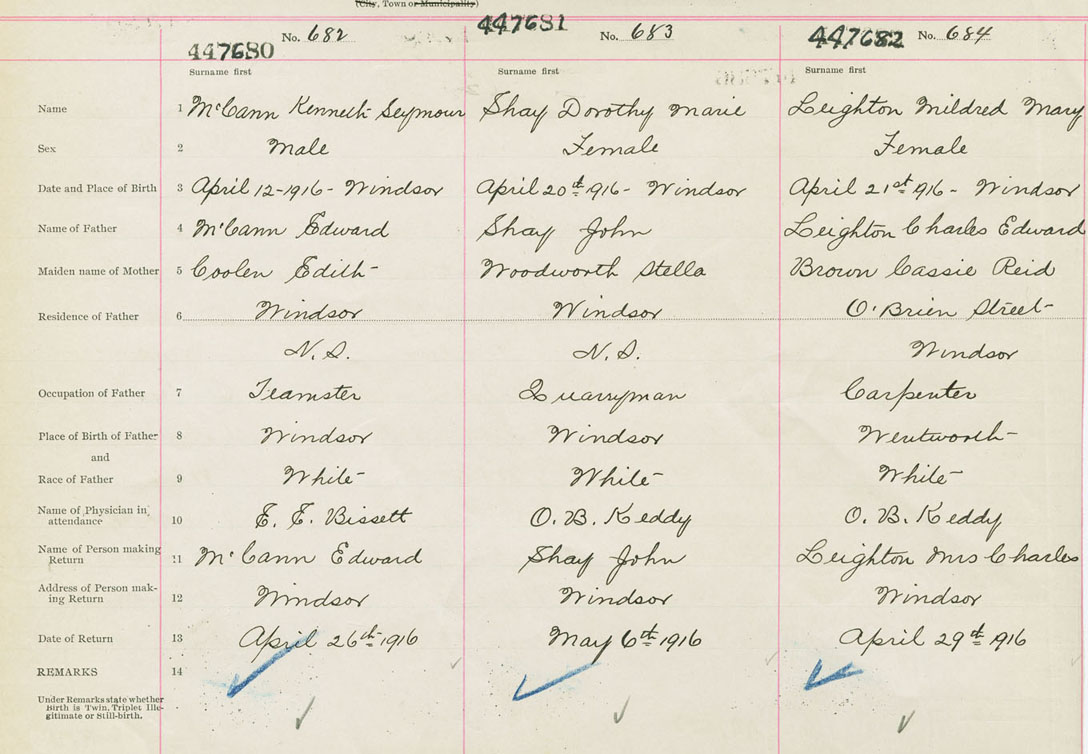 (City, Town or Municipality)
447680 No. 682 447681 No. 683 447682 No. 684
Surname first Surname first Surname first
Name 1 McCann Kenneth Seymour Shay Dorothy Marie Leighton Mildred Mary
Sex 2 Male Female Female
Date and Place of Birth 3 April 12-1916- Windsor April 20th 1916- Windsor April 21st 1916- Windsor
Name of Father 4 McCann Edward Shay John Leighton Charles Edward
Maiden name of Mother 5 Coolen Edith Woodworth Stella Brown Cassie Reid
Residence of Father 6 Windsor Windsor O'Brien Street
N.S. N.S. Windsor
Occupation of Father 7 Teamster Quarryman Carpenter
Place of Birth of Father 8 Windsor Windsor Wentworth
and
Race of Father 9 White White White
Name of Physician in attendance 10 E. E. Bissett O. B. Keddy O. B. Keddy
Name of Person making Return 11 McCann Edward Shay John Leighton Mrs Charles
Address of Person mak-ing Return 12 Windsor Windsor Windsor
Date of Return 13 April 26th 1916 May 6th 1916 April 29th 1916
REMARKS 14
Under Remarks state whether
Birth is Twin, Triplet Ille-
gitimate or Still-birth.